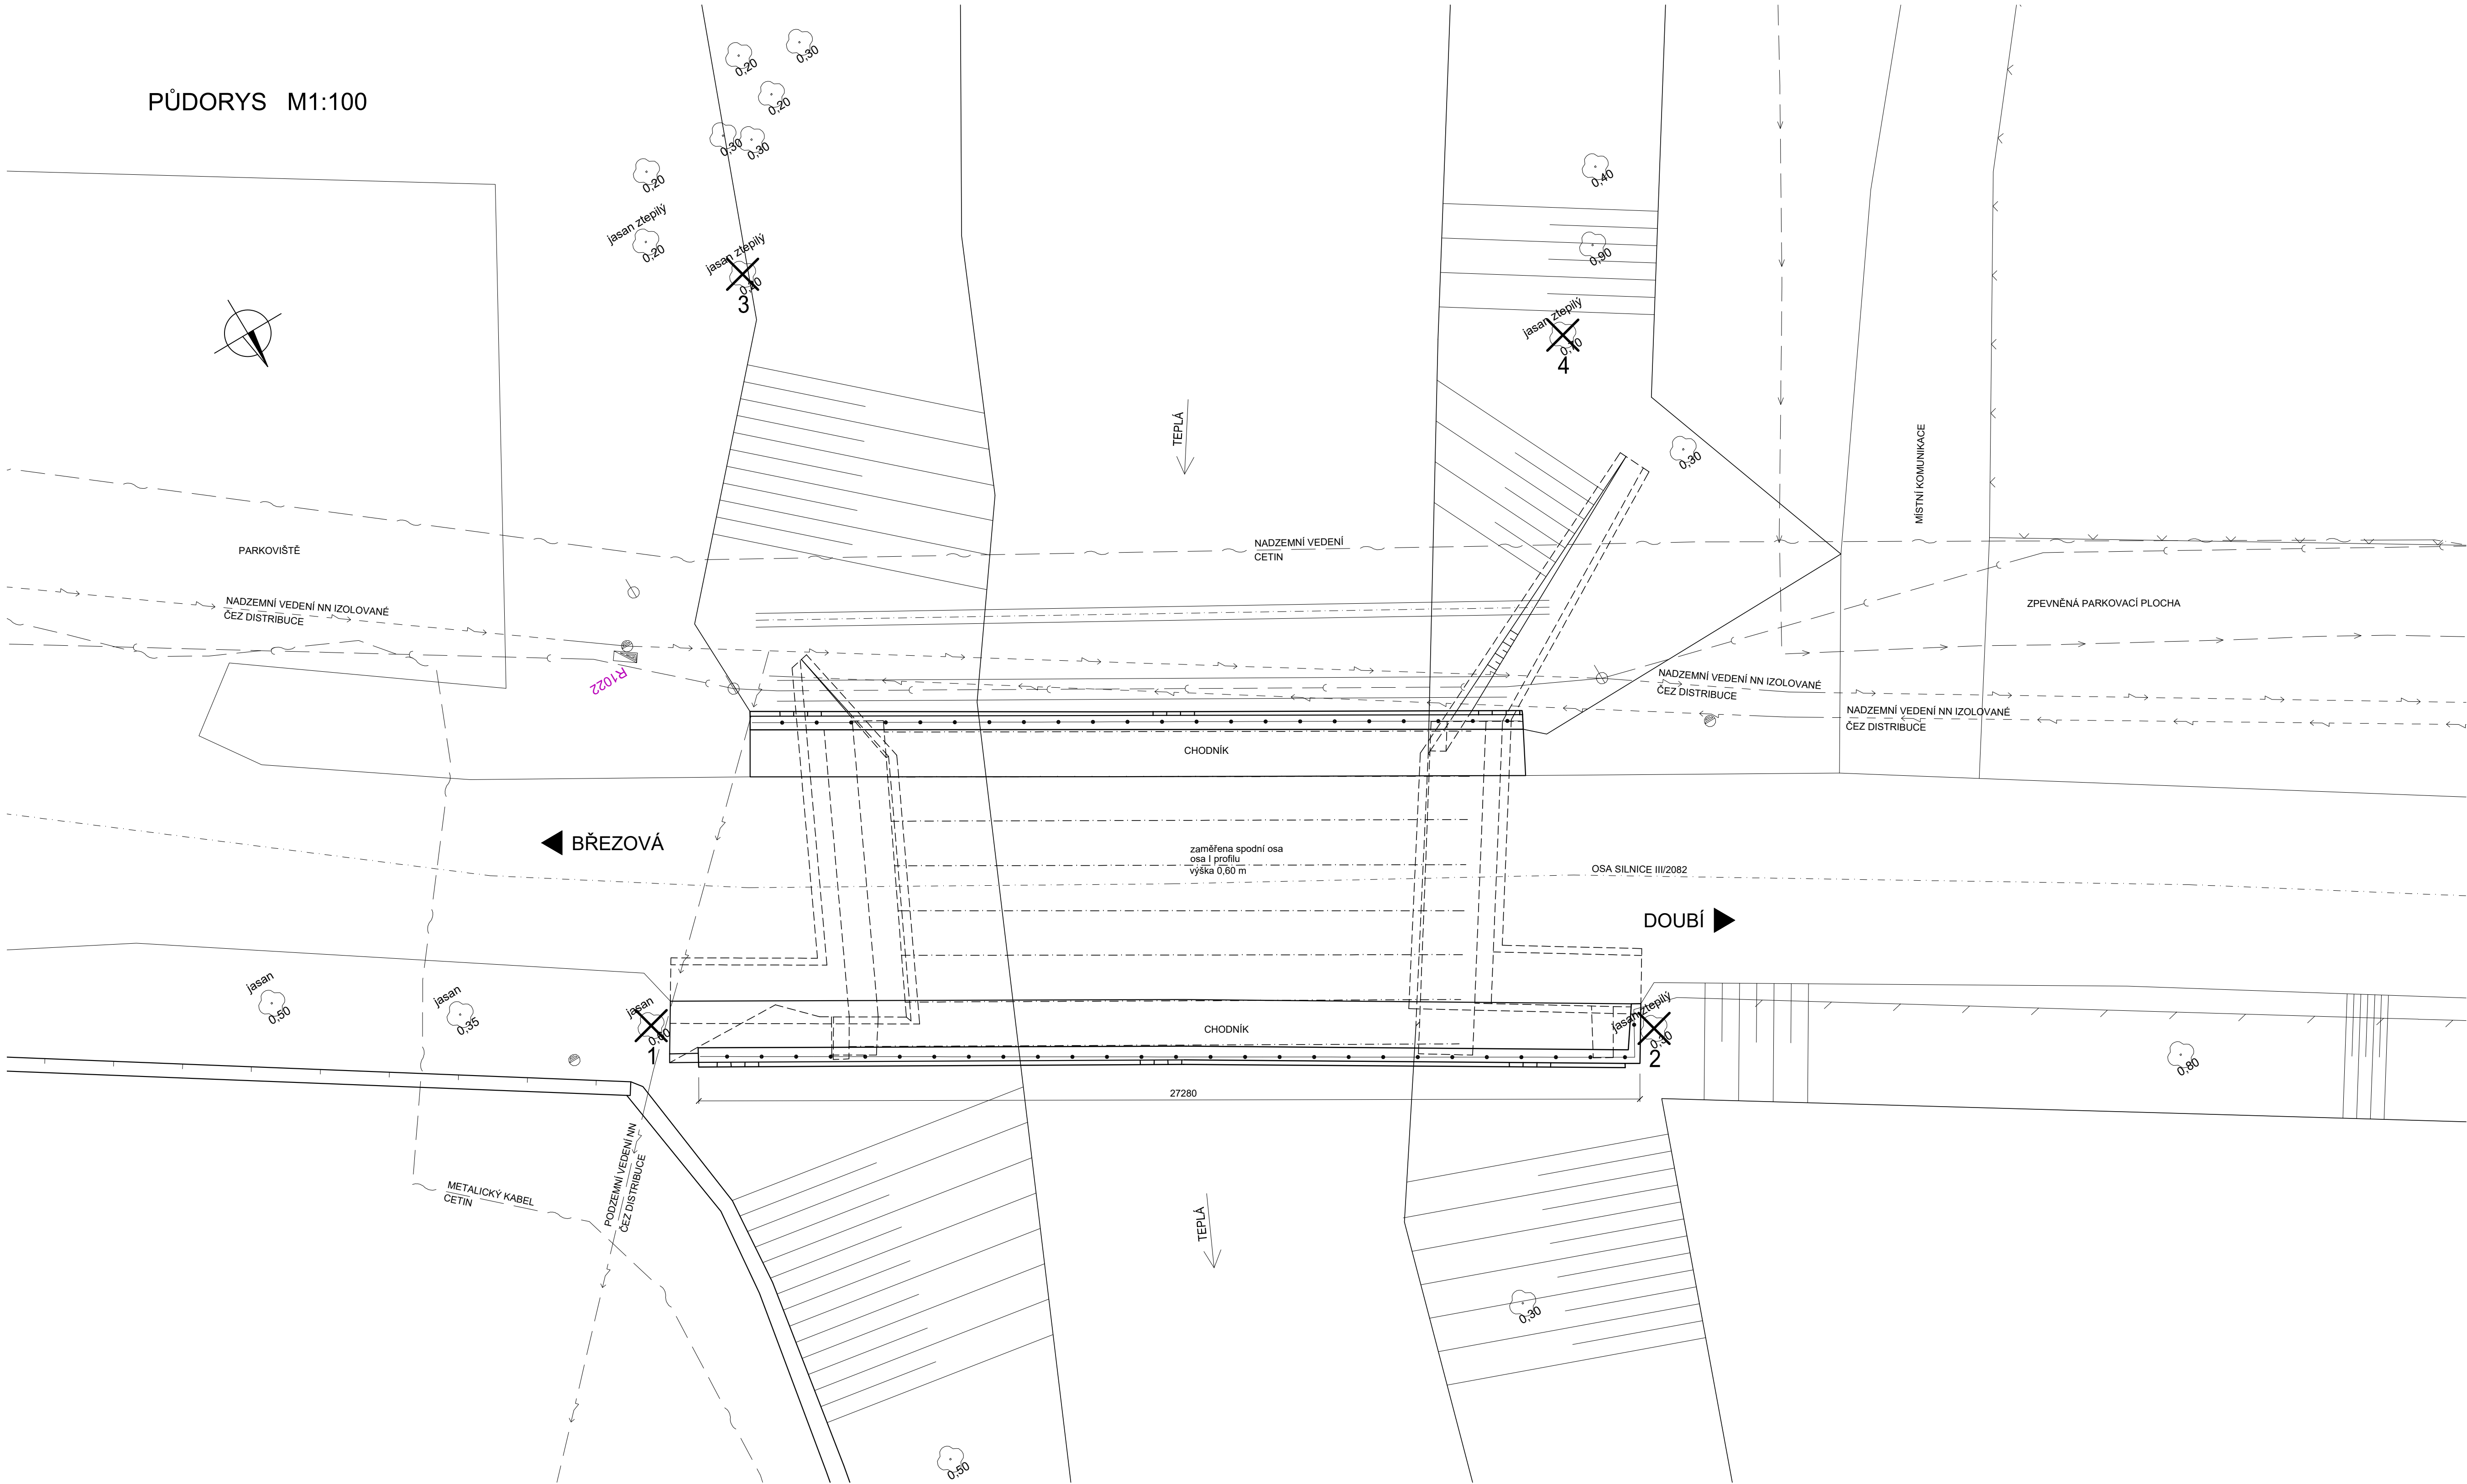 PŮDORYS   M1:100
0,20
0,30
0,20
0,30
0,30
0,20
jasan ztepilý
0,20
jasan ztepilý
3
0,40
0,90
jasan ztepilý
4
0,30
TEPLÁ
MÍSTNÍ KOMUNIKACE
NADZEMNÍ VEDENÍ
CETIN
PARKOVIŠTĚ
NADZEMNÍ VEDENÍ NN IZOLOVANÉ
ČEZ DISTRIBUCE
R1022
ZPEVNĚNÁ PARKOVACÍ PLOCHA
NADZEMNÍ VEDENÍ NN IZOLOVANÉ
ČEZ DISTRIBUCE
NADZEMNÍ VEDENÍ NN IZOLOVANÉ
ČEZ DISTRIBUCE
CHODNÍK
BŘEZOVÁ
zaměřena spodní osa
osa I profilu
výška 0,60 m
OSA SILNICE III/2082
DOUBÍ
jasan
0,50
jasan
0,35
jasan
1
CHODNÍK
jasan ztepilý
2
0,80
27280
METALICKÝ KABEL
CETIN
PODZEMNÍ VEDENÍ NN
ČEZ DISTRIBUCE
TEPLÁ
0,30
0,50